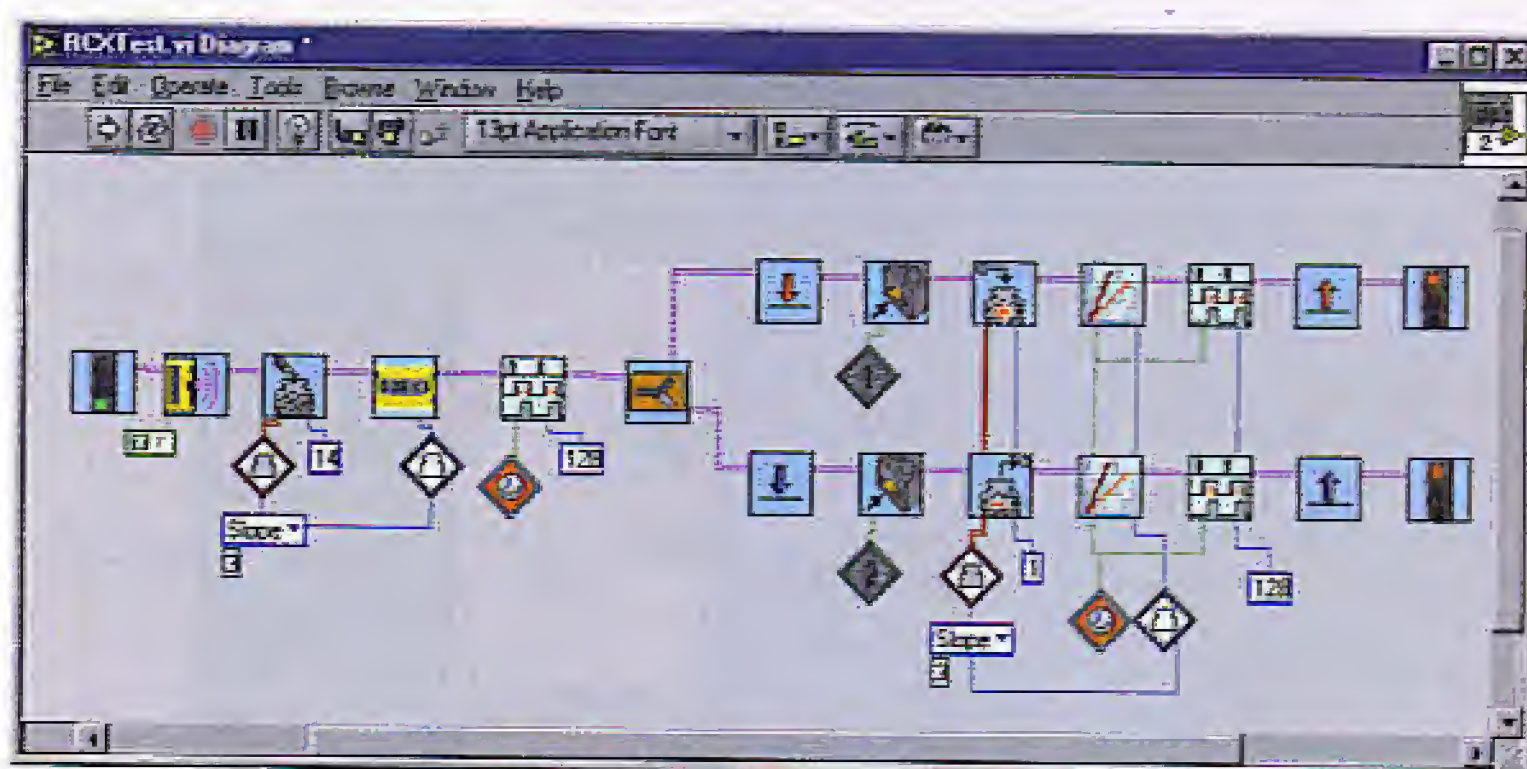 RCXTest.vi Diagram *
File Edit Operate Tools Browse Window Help
13pt Application Font
2
14
128
Slope
1
128
Slope